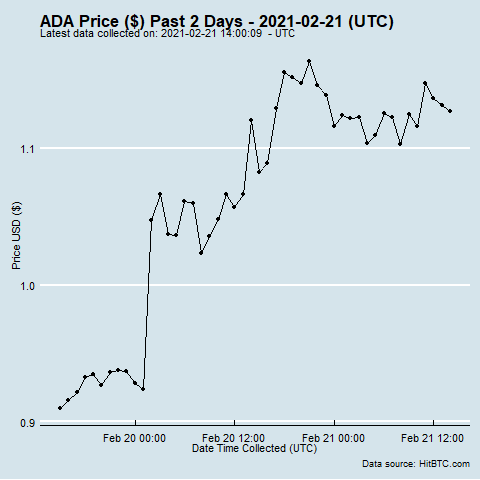 ADA Price ($) Past 2 Days - 2021-02-21 (UTC)
Latest data collected on: 2021-02-21 14:00:09  - UTC
1.1
1.0
0.9
Price USD ($)
Feb 20 00:00 Feb 20 12:00 Feb 21 00:00 Feb 21 12:00
Date Time Collected (UTC)
Data source: HitBTC.com